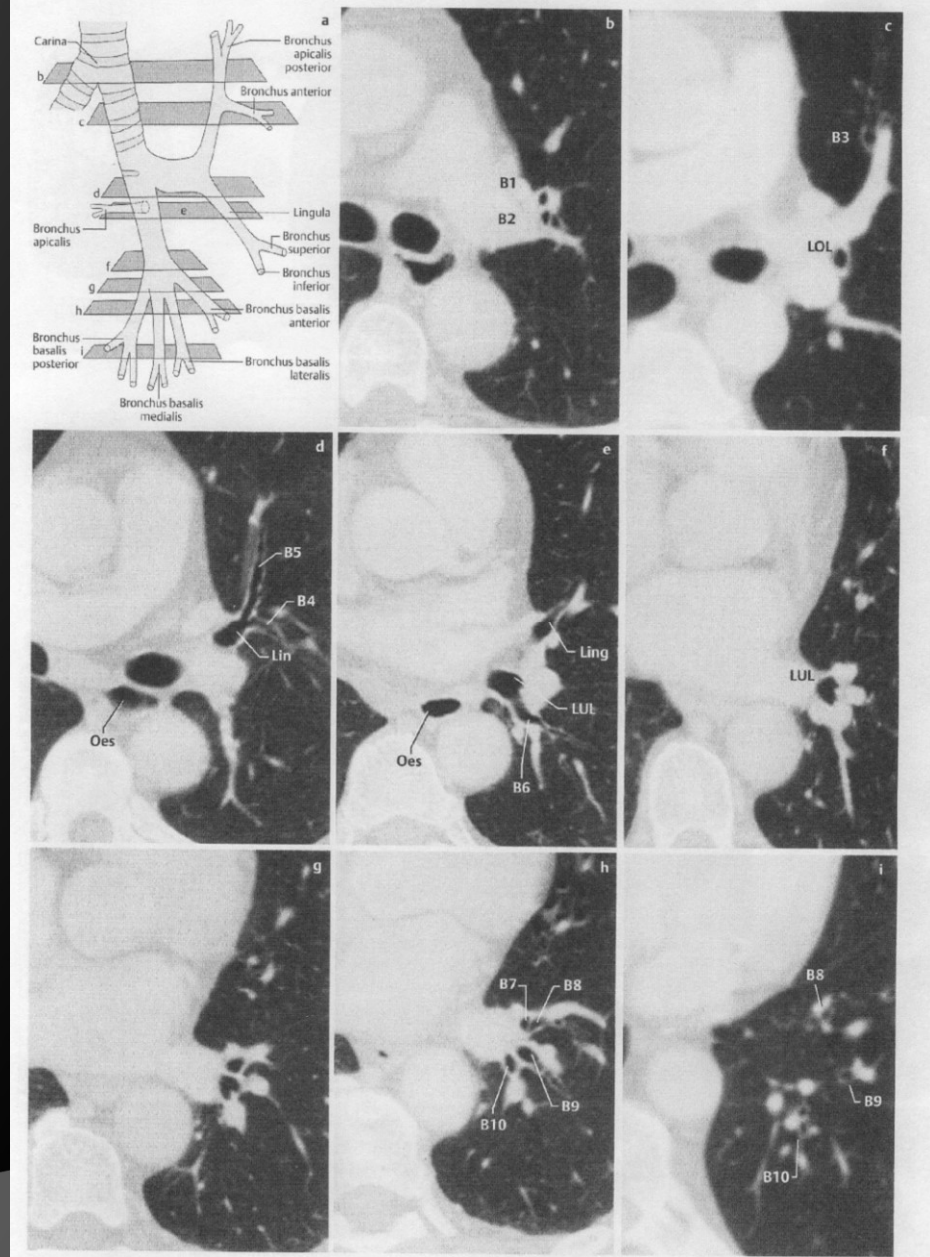 a
Carina
Bronchus
apicalis
posterior
b
Bronchus anterior
c
d
e
Lingula
Bronchus
apicalis
Bronchus
superior
f
Bronchus
inferior
g
h
Bronchus basalis
anterior
Bronchus
basalis
posterior
i
Bronchus basalis
lateralis
Bronchus basalis
medialis
b
B1
B2
c
B3
LOL
d
B5
B4
Lin
Oes
e
Ling
LUL
Oes
B6
f
LUL
g
h
B7
B8
B9
B10
i
B8
B9
B10